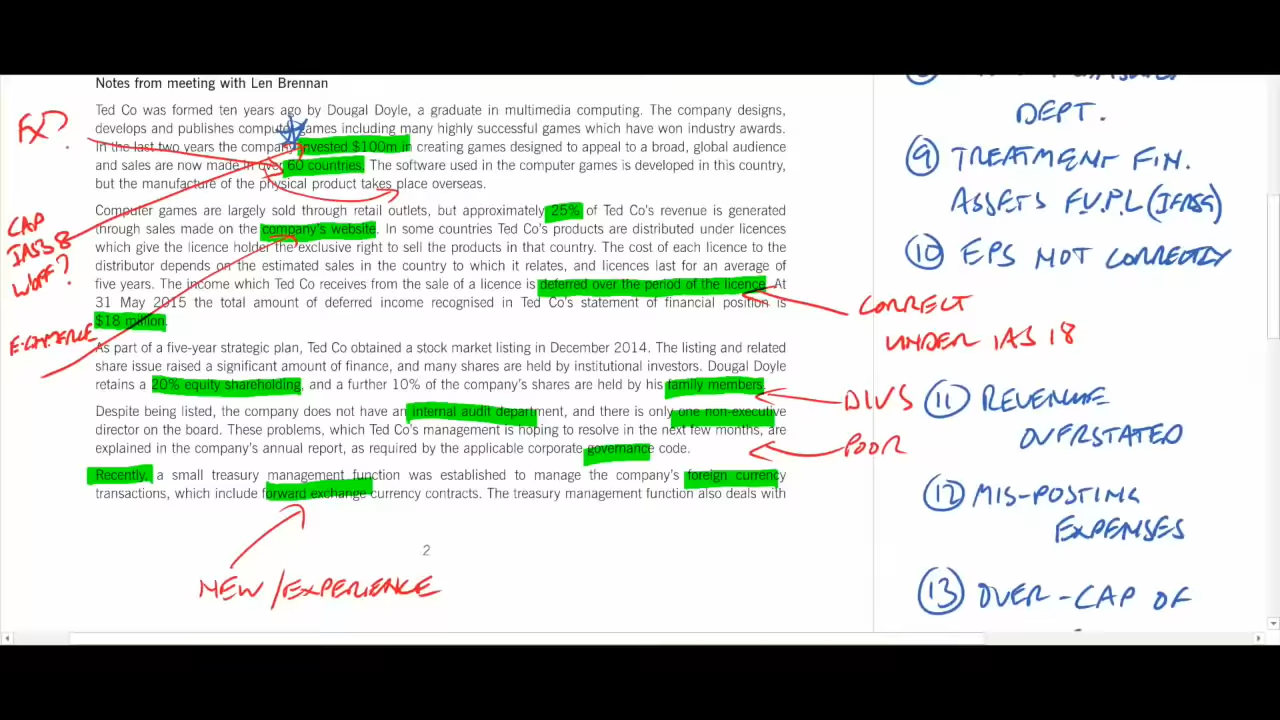 Notes from meeting with Len Brennan
Ted Co was formed ten years ago by Dougal Doyle, a graduate in multimedia computing. The company designs,
develops and publishes computer games including many highly successful games which have won industry awards.
In the last two years the company invested $100m in creating games designed to appeal to a broad, global audience
and sales are now made in over 60 countries. The software used in the computer games is developed in this country,
but the manufacture of the physical product takes place overseas.
Computer games are largely sold through retail outlets, but approximately 25% of Ted Co's revenue is generated
through sales made on the company's website. In some countries Ted Co's products are distributed under licences
which give the licence holder the exclusive right to sell the products in that country. The cost of each licence to the
distributor depends on the estimated sales in the country to which it relates, and licences last for an average of
five years. The income which Ted Co receives from the sale of a licence is deferred over the period of the licence. At
31 May 2015 the total amount of deferred income recognised in Ted Co's statement of financial position is
$18 million.
As part of a five-year strategic plan, Ted Co obtained a stock market listing in December 2014. The listing and related
share issue raised a significant amount of finance, and many shares are held by institutional investors. Dougal Doyle
retains a 20% equity shareholding, and a further 10% of the company's shares are held by his family members.
Despite being listed, the company does not have an internal audit department, and there is only one non-executive
director on the board. These problems, which Ted Co's management is hoping to resolve in the next few months, are
explained in the company's annual report, as required by the applicable corporate governance code.
Recently, a small treasury management function was established to manage the company's foreign currency
transactions, which include forward exchange currency contracts. The treasury management function also deals with
2
FX?
CAP
IAS38
W/OFF?
E-COMMERCE
NEW/EXPERIENCE
CORRECT
UNDER IAS 18
DIVS
POOR
DEPT.
9 TREATMENT FIN.
ASSETS F.V.P.L (IFRS9)
10 EPS NOT CORRECTLY
11 REVENUE
OVERSTATED
12 MIS-POSTING
EXPENSES
13 OVER-CAP OF